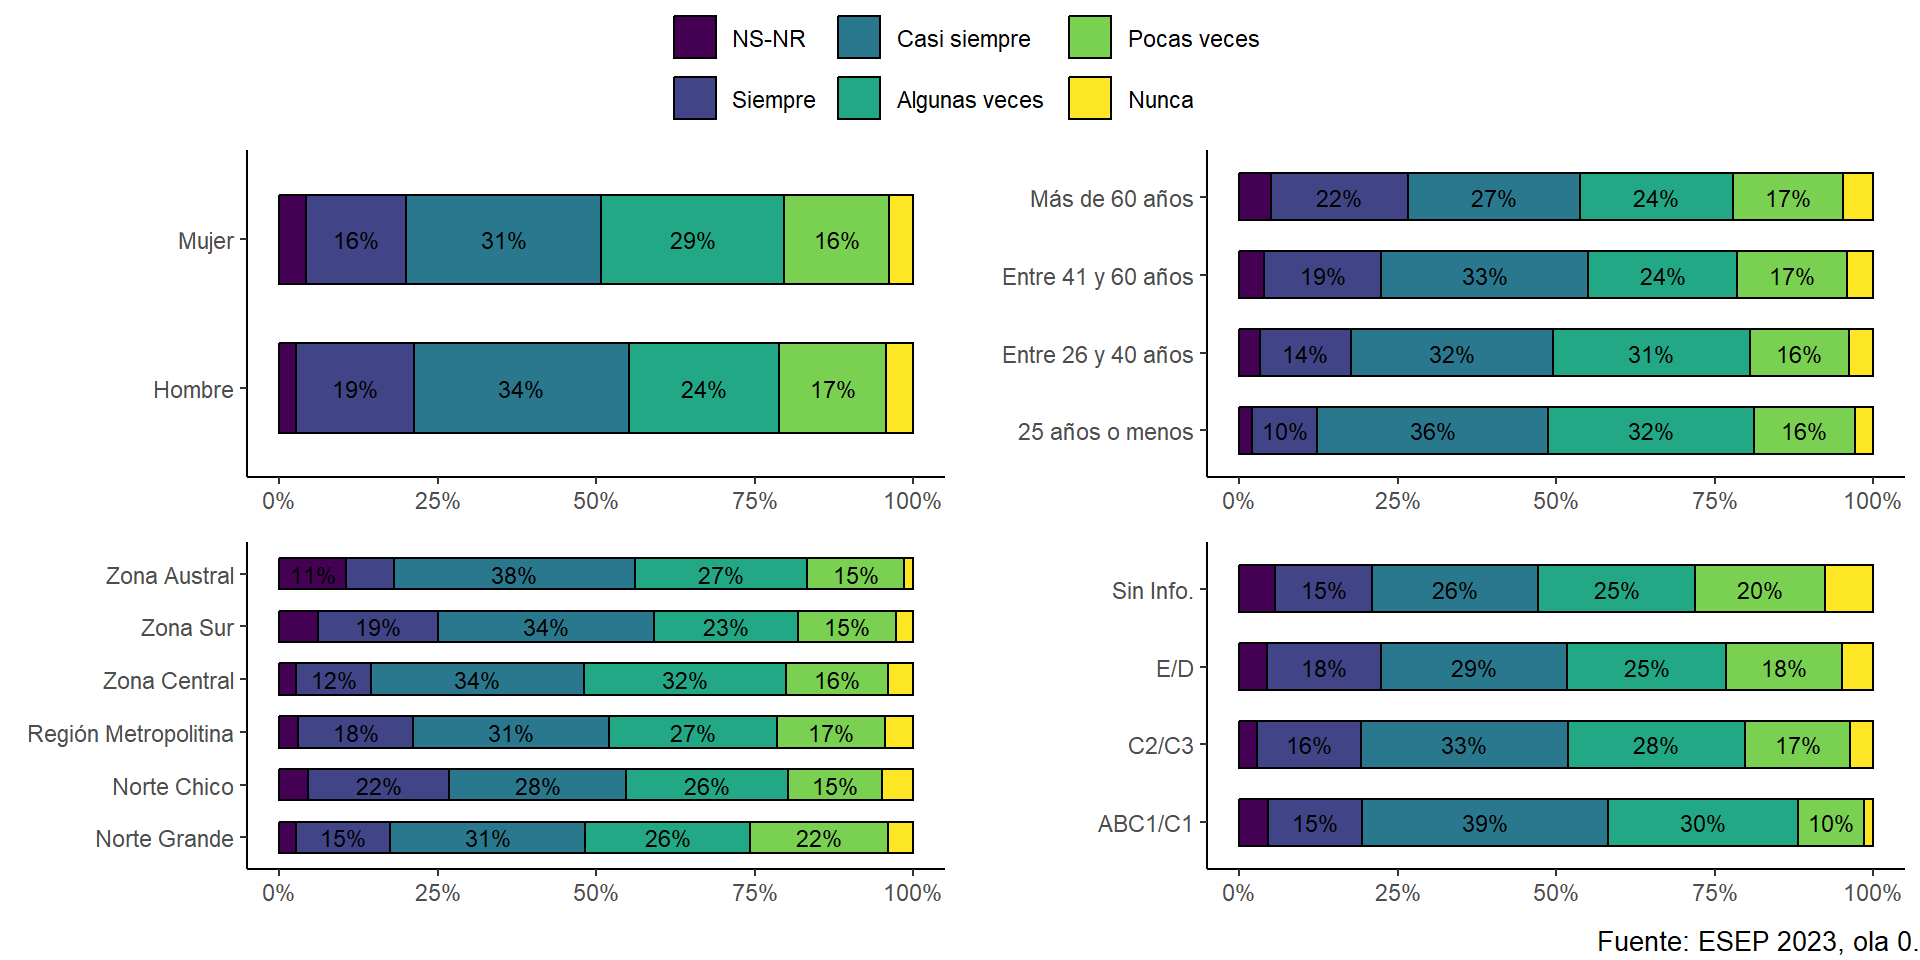 NS-NR Casi siempre Pocas veces
Siempre Algunas veces Nunca
Mujer 16% 31% 29% 16%
Hombre 19% 34% 24% 17%
0% 25% 50% 75% 100%
Más de 60 años 22% 27% 24% 17%
Entre 41 y 60 años 19% 33% 24% 17%
Entre 26 y 40 años 14% 32% 31% 16%
25 años o menos 10% 36% 32% 16%
0% 25% 50% 75% 100%
Zona Austral 11% 38% 27% 15%
Zona Sur 19% 34% 23% 15%
Zona Central 12% 34% 32% 16%
Región Metropolitina 18% 31% 27% 17%
Norte Chico 22% 28% 26% 15%
Norte Grande 15% 31% 26% 22%
0% 25% 50% 75% 100%
Sin Info. 15% 26% 25% 20%
E/D 18% 29% 25% 18%
C2/C3 16% 33% 28% 17%
ABC1/C1 15% 39% 30% 10%
0% 25% 50% 75% 100%
Fuente: ESEP 2023, ola 0.